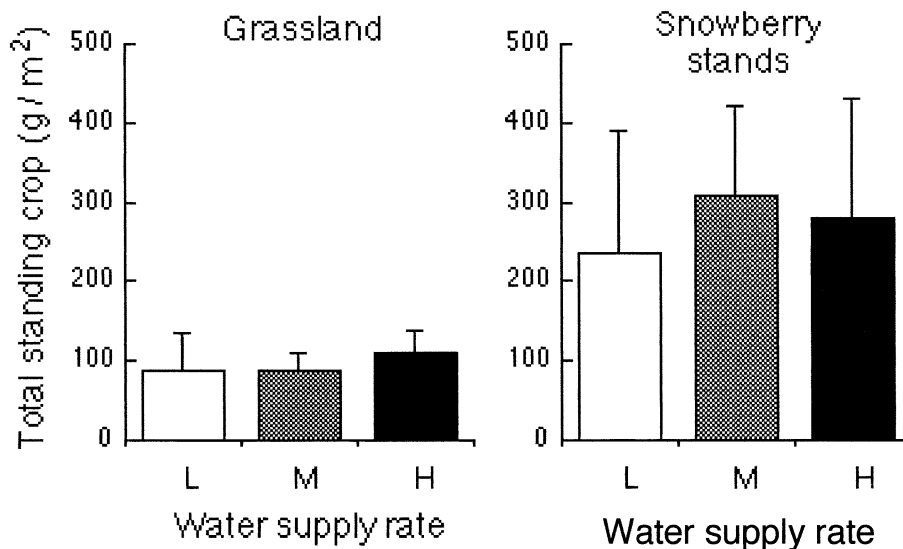 Grassland
Total standing crop (g / m²)
500
400
300
200
100
0
L M H
Water supply rate
Snowberry
stands
500
400
300
200
100
0
L M H
Water supply rate